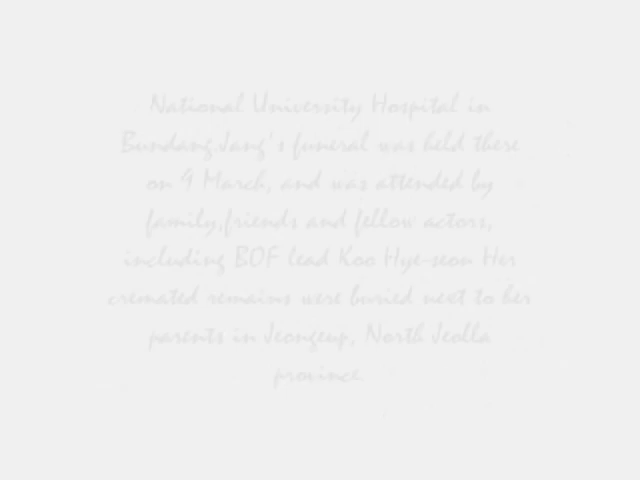 National University Hospital in
Bundang.Jang's funeral was held there
on 9 March, and was attended by
family,friends and fellow actors,
including BOF lead Koo Hye-seon Her
cremated remains were buried next to her
parents in Jeongeup, North Jeolla
province